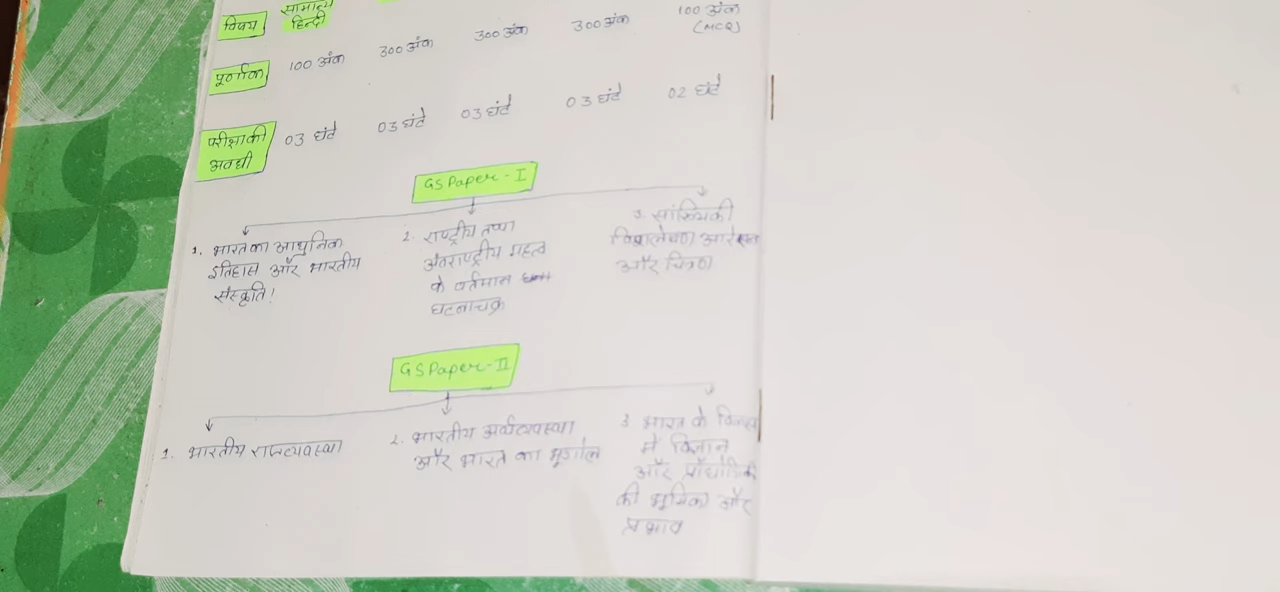 विषय सामान्य हिन्दी
पूर्णांक 100 अंक 300 अंक 300 अंक 300 अंक 100 अंक (MCQ)
परीक्षा की अवधी 03 घंटे 03 घंटे 03 घंटे 03 घंटे 02 घंटे
GS Paper - I
1. भारत का आधुनिक
इतिहास और भारतीय
संस्कृति!
2. राष्ट्रीय तथा
अंतराष्ट्रीय महत्व
के वर्तमान
घटनाचक्र
3. सांख्यिकी
और चित्रण
GS Paper - II
1. भारतीय राजव्यवस्था
2. भारतीय अर्थव्यवस्था
और भारत का भूगोल
3. भारत के विकास
में विज्ञान
और प्रौद्योगिकी
की भूमिका और
प्रभाव